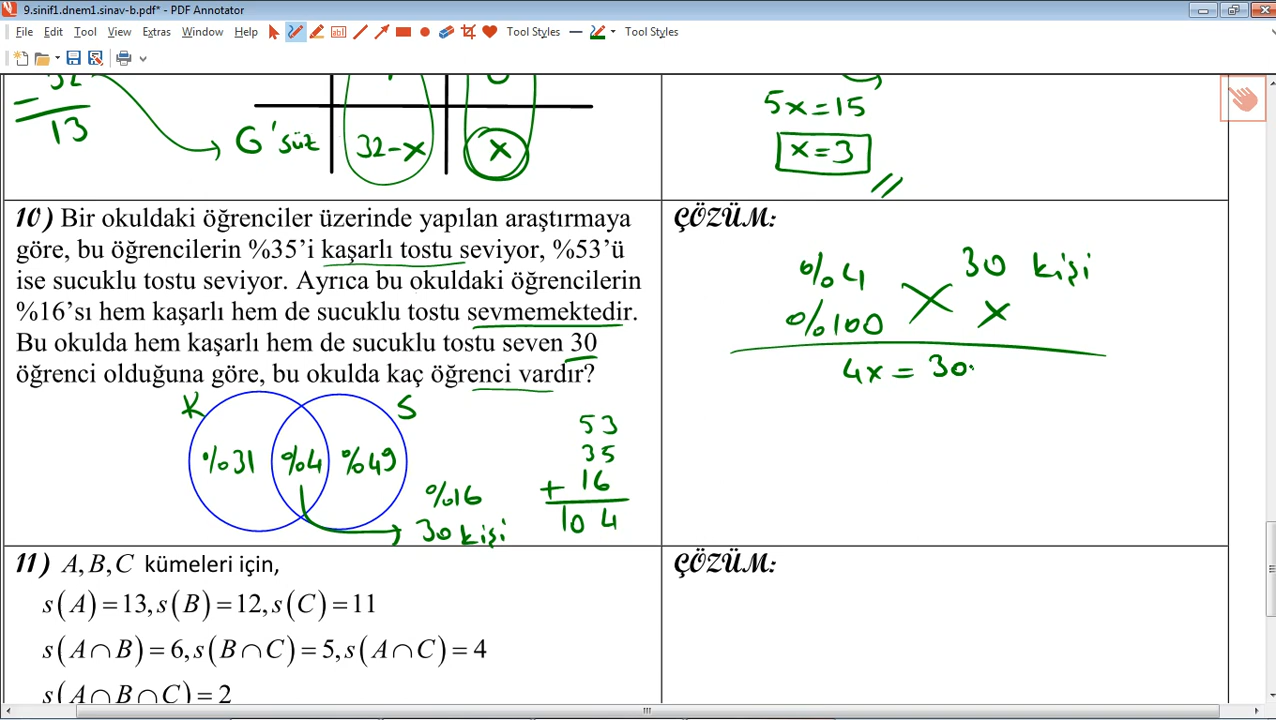 9.sinif1.dnem1.sinav-b.pdf* - PDF Annotator
File Edit Tool View Window Help Tool Styles Tool Styles
13
G'süz 32-x x
5x=15
x=3
10) Bir okuldaki öğrenciler üzerinde yapılan araştırmaya
göre, bu öğrencilerin %35'i kaşarlı tostu seviyor, %53'ü
ise sucuklu tostu seviyor. Ayrıca bu okuldaki öğrencilerin
%16'sı hem kaşarlı hem de sucuklu tostu sevmemektedir.
Bu okulda hem kaşarlı hem de sucuklu tostu seven 30
öğrenci olduğuna göre, bu okulda kaç öğrenci vardır?
K S
%31 %4 %49
%16
30 kişi
53
35
+ 16
104
ÇÖZÜM:
%4 30 kişi
%100 x
4x = 30.
11) A, B, C kümeleri için,
s(A) = 13, s(B) = 12, s(C) = 11
s(A∩B) = 6, s(B∩C) = 5, s(A∩C) = 4
s(A∩B∩C) = 2
ÇÖZÜM: